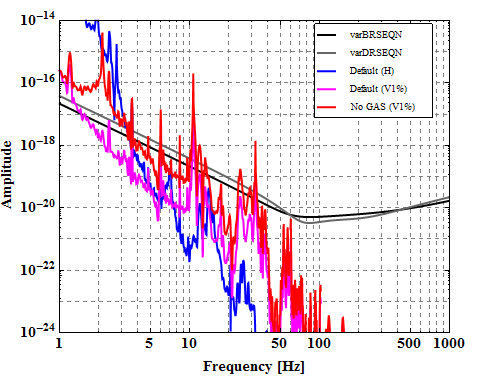 10−14
10−16
10−18
10−20
10−22
10−24
Amplitude
varBRSEQN
varDRSEQN
Default (H)
Default (V1%)
No GAS (V1%)
1 5 10 50 100 500 1000
Frequency [Hz]